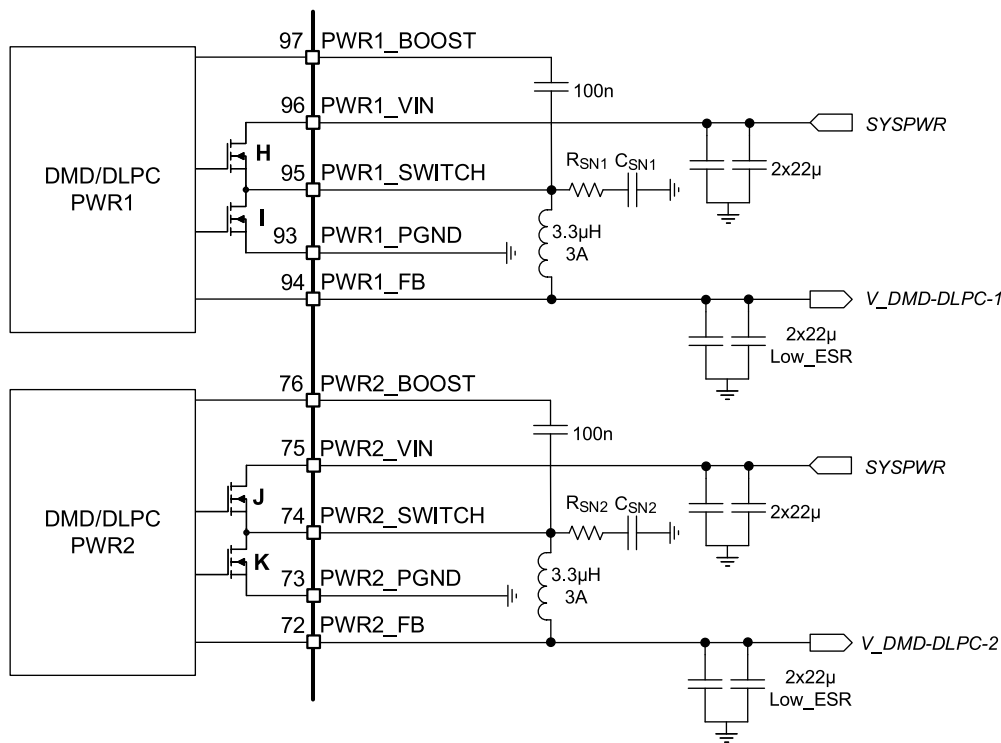 97 PWR1_BOOST
100n
96 PWR1_VIN
SYSPWR
H
DMD/DLPC
PWR1
95 PWR1_SWITCH
RSN1 CSN1
2x22µ
I
93 PWR1_PGND
3.3µH
3A
94 PWR1_FB
V_DMD-DLPC-1
2x22µ
Low_ESR
76 PWR2_BOOST
100n
75 PWR2_VIN
SYSPWR
J
DMD/DLPC
PWR2
74 PWR2_SWITCH
RSN2 CSN2
2x22µ
K
73 PWR2_PGND
3.3µH
3A
72 PWR2_FB
V_DMD-DLPC-2
2x22µ
Low_ESR